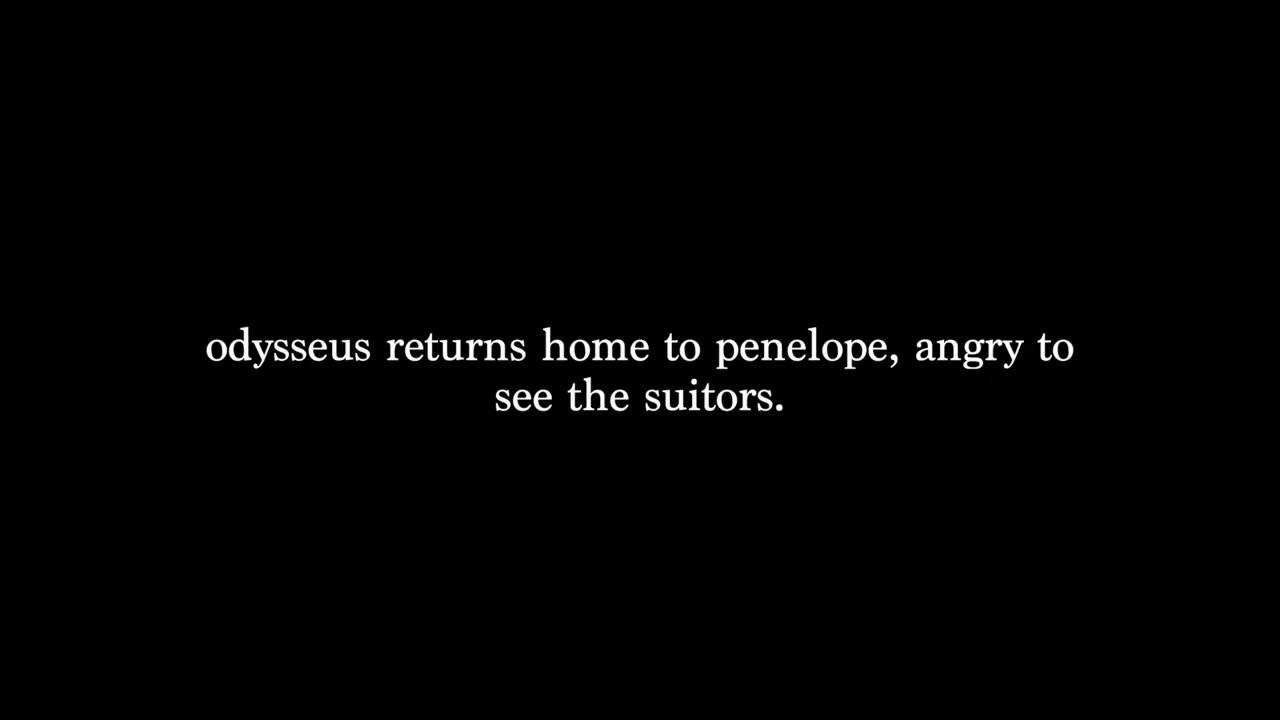 odysseus returns home to penelope, angry to
see the suitors.